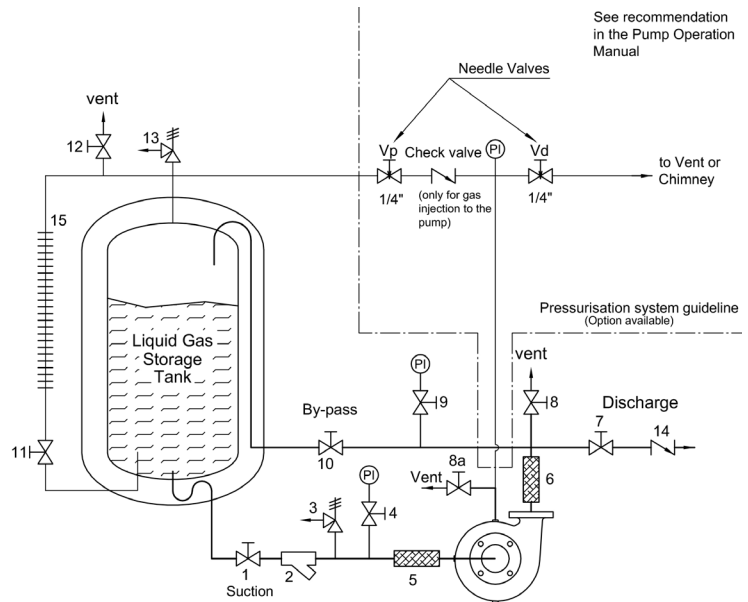 See recommendation
in the Pump Operation
Manual
Needle Valves
vent
12
13
Vp
Check valve
PI
Vd
1/4"
(only for gas
injection to the
pump)
1/4"
to Vent or
Chimney
15
Pressurisation system guideline
(Option available)
Liquid Gas
Storage
Tank
vent
PI
By-pass
9
8
7
Discharge
14
11
10
8a
Vent
PI
6
3
4
1
2
5
Suction